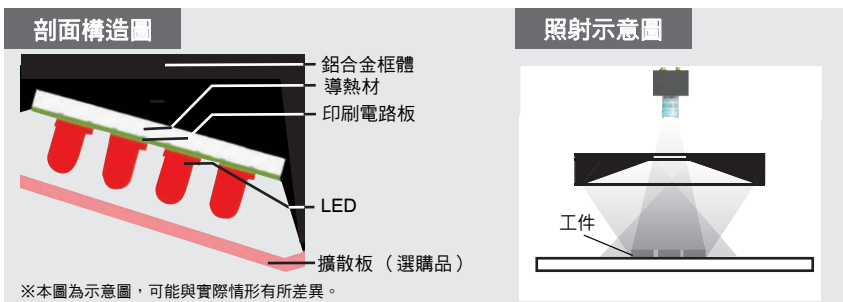 剖面構造圖
鋁合金框體
導熱材
印刷電路板
LED
擴散板（選購品）
※本圖為示意圖，可能與實際情形有所差異。
照射示意圖
工件